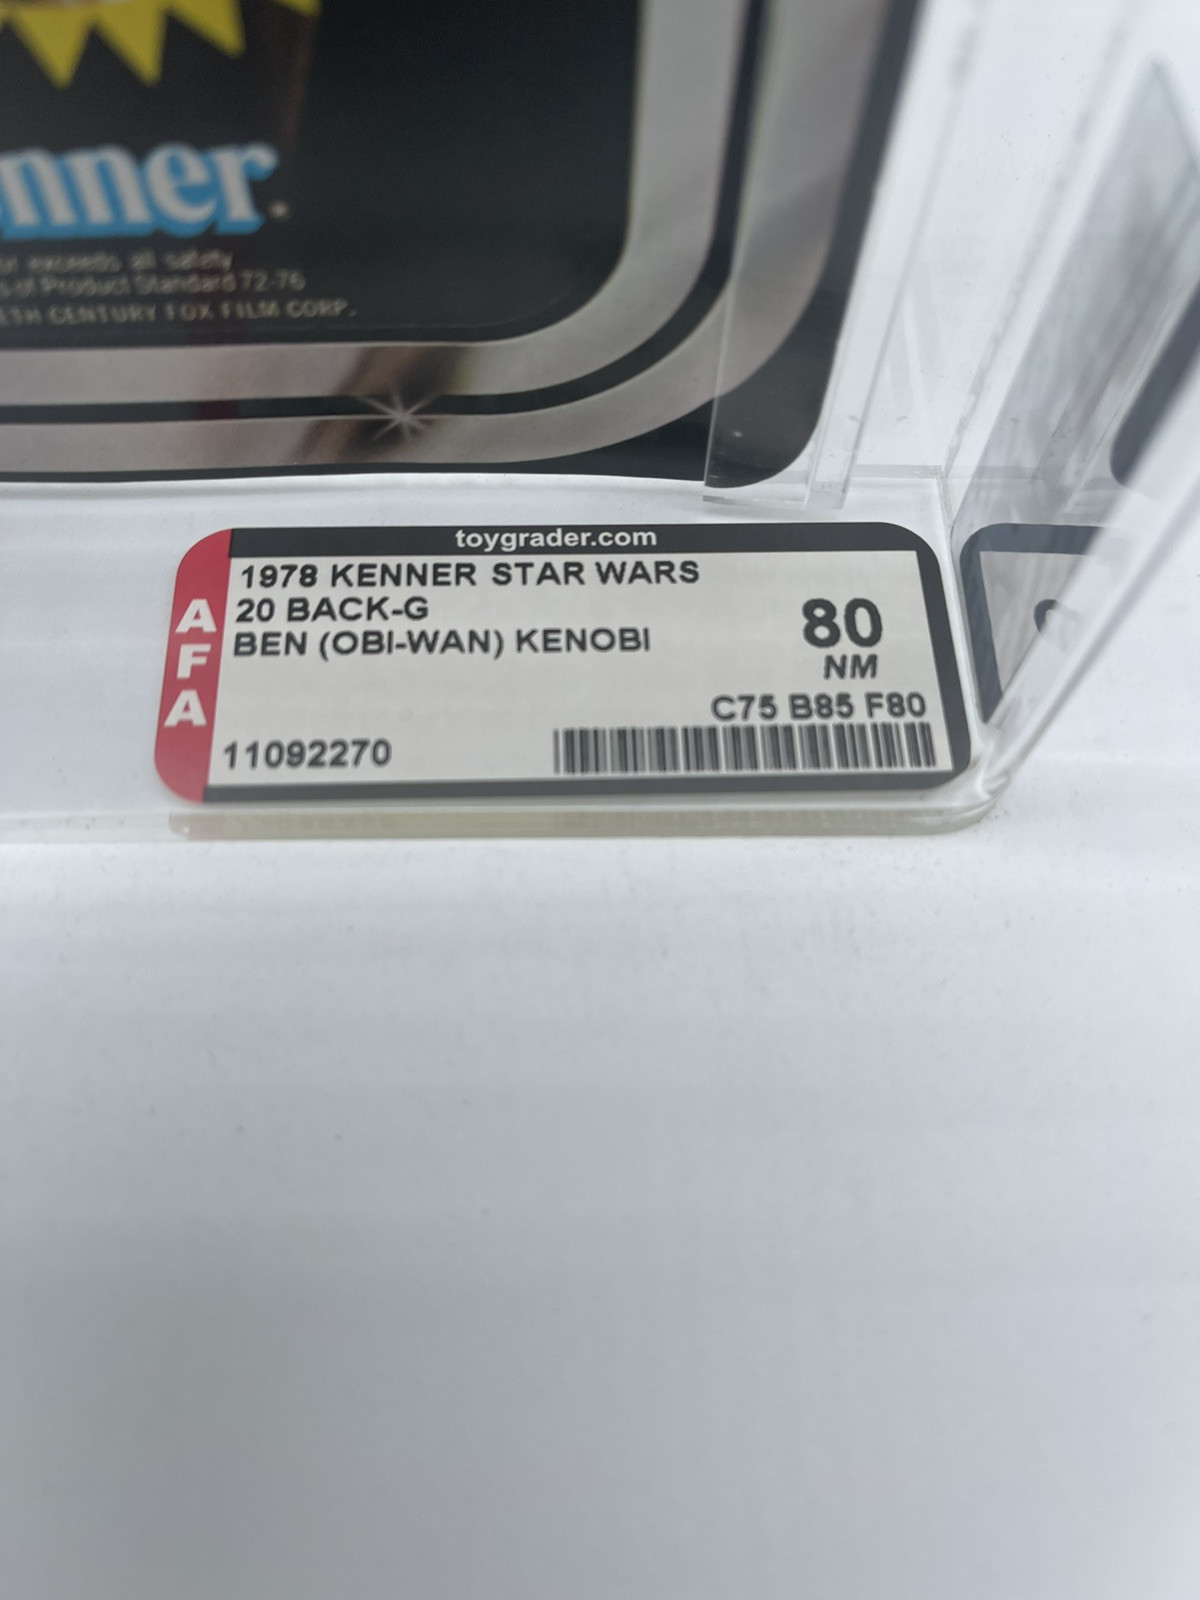 nner.
exceeds all safety
of Product Standard 72-76
CENTURY FOX FILM CORP.
toygrader.com
AFA
1978 KENNER STAR WARS
20 BACK-G
BEN (OBI-WAN) KENOBI
80
NM
C75 B85 F80
11092270